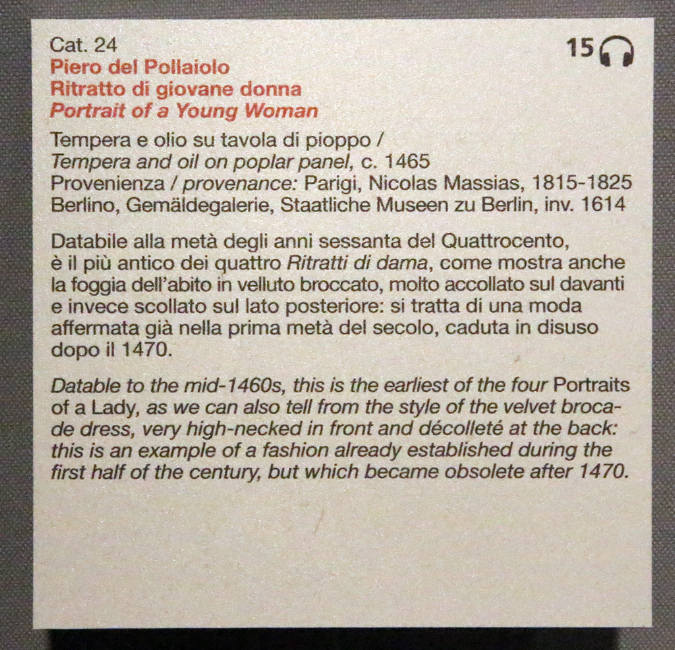 Cat. 24
15
Piero del Pollaiolo
Ritratto di giovane donna
Portrait of a Young Woman
Tempera e olio su tavola di pioppo /
Tempera and oil on poplar panel, c. 1465
Provenienza / provenance: Parigi, Nicolas Massias, 1815-1825
Berlino, Gemäldegalerie, Staatliche Museen zu Berlin, inv. 1614
Databile alla metà degli anni sessanta del Quattrocento,
è il più antico dei quattro Ritratti di dama, come mostra anche
la foggia dell'abito in velluto broccato, molto accollato sul davanti
e invece scollato sul lato posteriore: si tratta di una moda
affermata già nella prima metà del secolo, caduta in disuso
dopo il 1470.
Datable to the mid-1460s, this is the earliest of the four Portraits
of a Lady, as we can also tell from the style of the velvet broca-
de dress, very high-necked in front and décolleté at the back:
this is an example of a fashion already established during the
first half of the century, but which became obsolete after 1470.